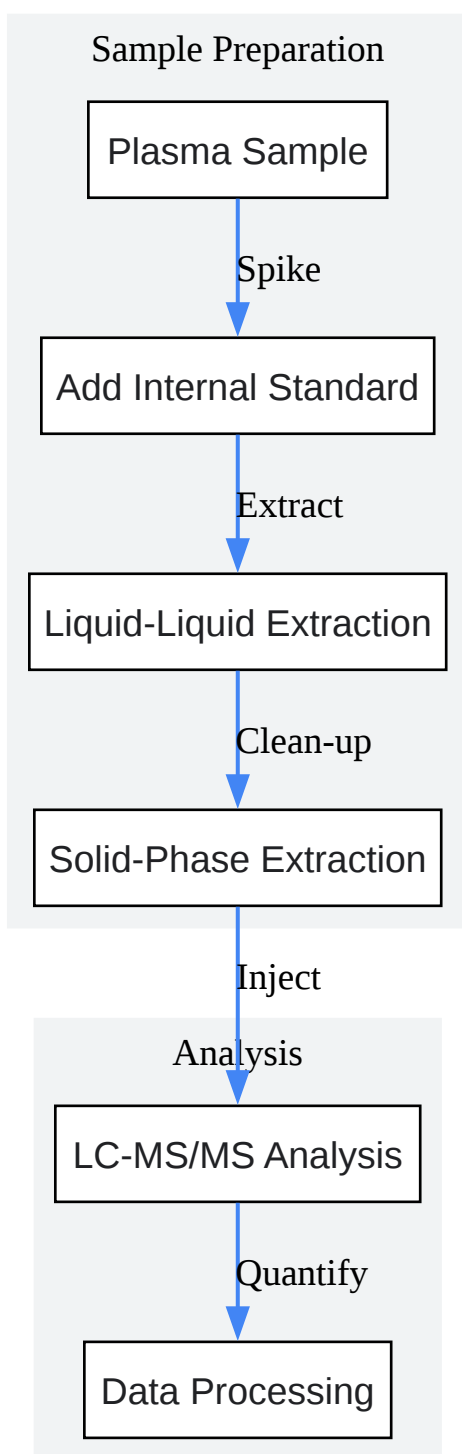 Sample Preparation
Plasma Sample
Spike
Add Internal Standard
Extract
Liquid-Liquid Extraction
Clean-up
Solid-Phase Extraction
Inject
Analysis
LC-MS/MS Analysis
Quantify
Data Processing